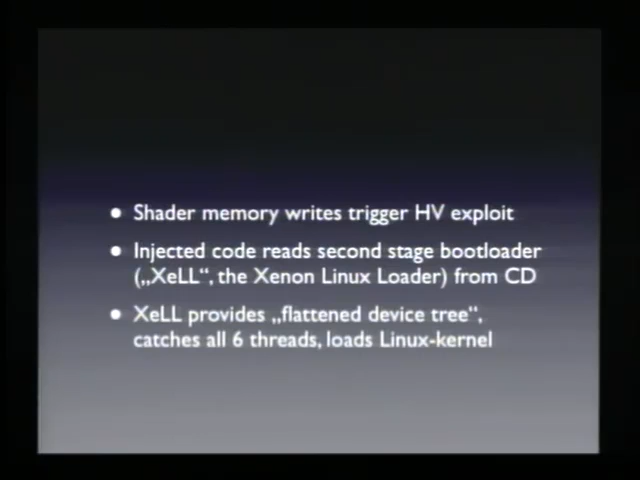 • Shader memory writes trigger HV exploit
• Injected code reads second stage bootloader
(„XeLL“, the Xenon Linux Loader) from CD
• XeLL provides „flattened device tree“,
catches all 6 threads, loads Linux-kernel